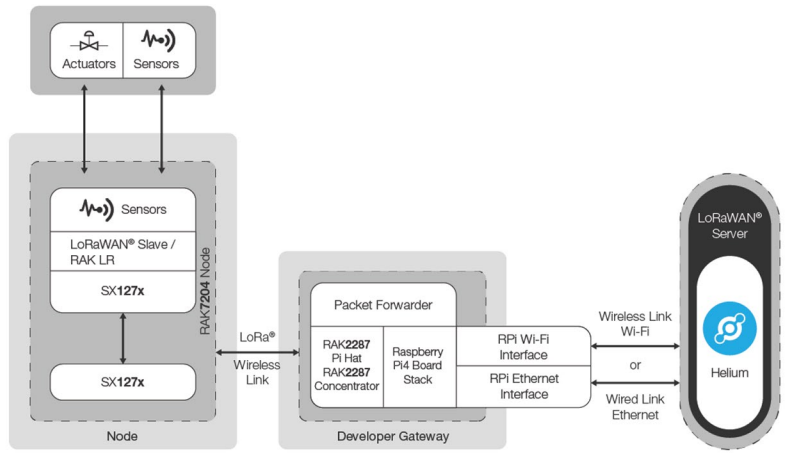 Actuators
Sensors
Sensors
LoRaWAN® Slave /
RAK LR
SX127x
SX127x
RAK7204 Node
Node
LoRa®
Wireless
Link
Packet Forwarder
RAK2287
Pi Hat
RAK2287
Concentrator
Raspberry
Pi4 Board
Stack
RPi Wi-Fi
Interface
RPi Ethernet
Interface
Developer Gateway
Wireless Link
Wi-Fi
or
Wired Link
Ethernet
LoRaWAN®
Server
Helium